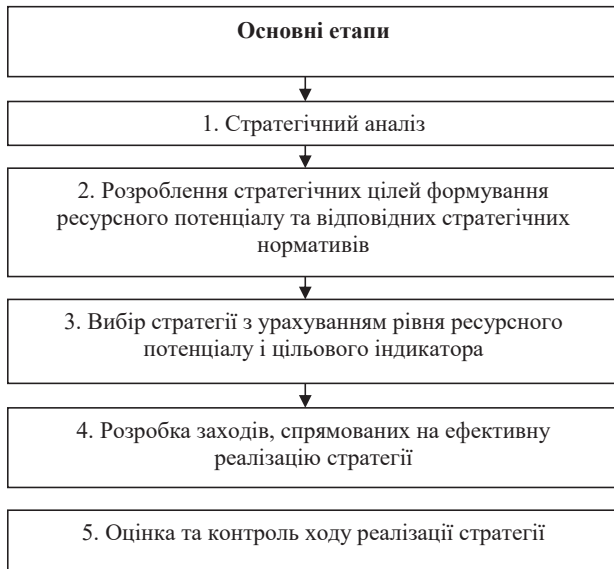 Основні етапи
1. Стратегічний аналіз
2. Розроблення стратегічних цілей формування
ресурсного потенціалу та відповідних стратегічних
нормативів
3. Вибір стратегії з урахуванням рівня ресурсного
потенціалу і цільового індикатора
4. Розробка заходів, спрямованих на ефективну
реалізацію стратегії
5. Оцінка та контроль ходу реалізації стратегії